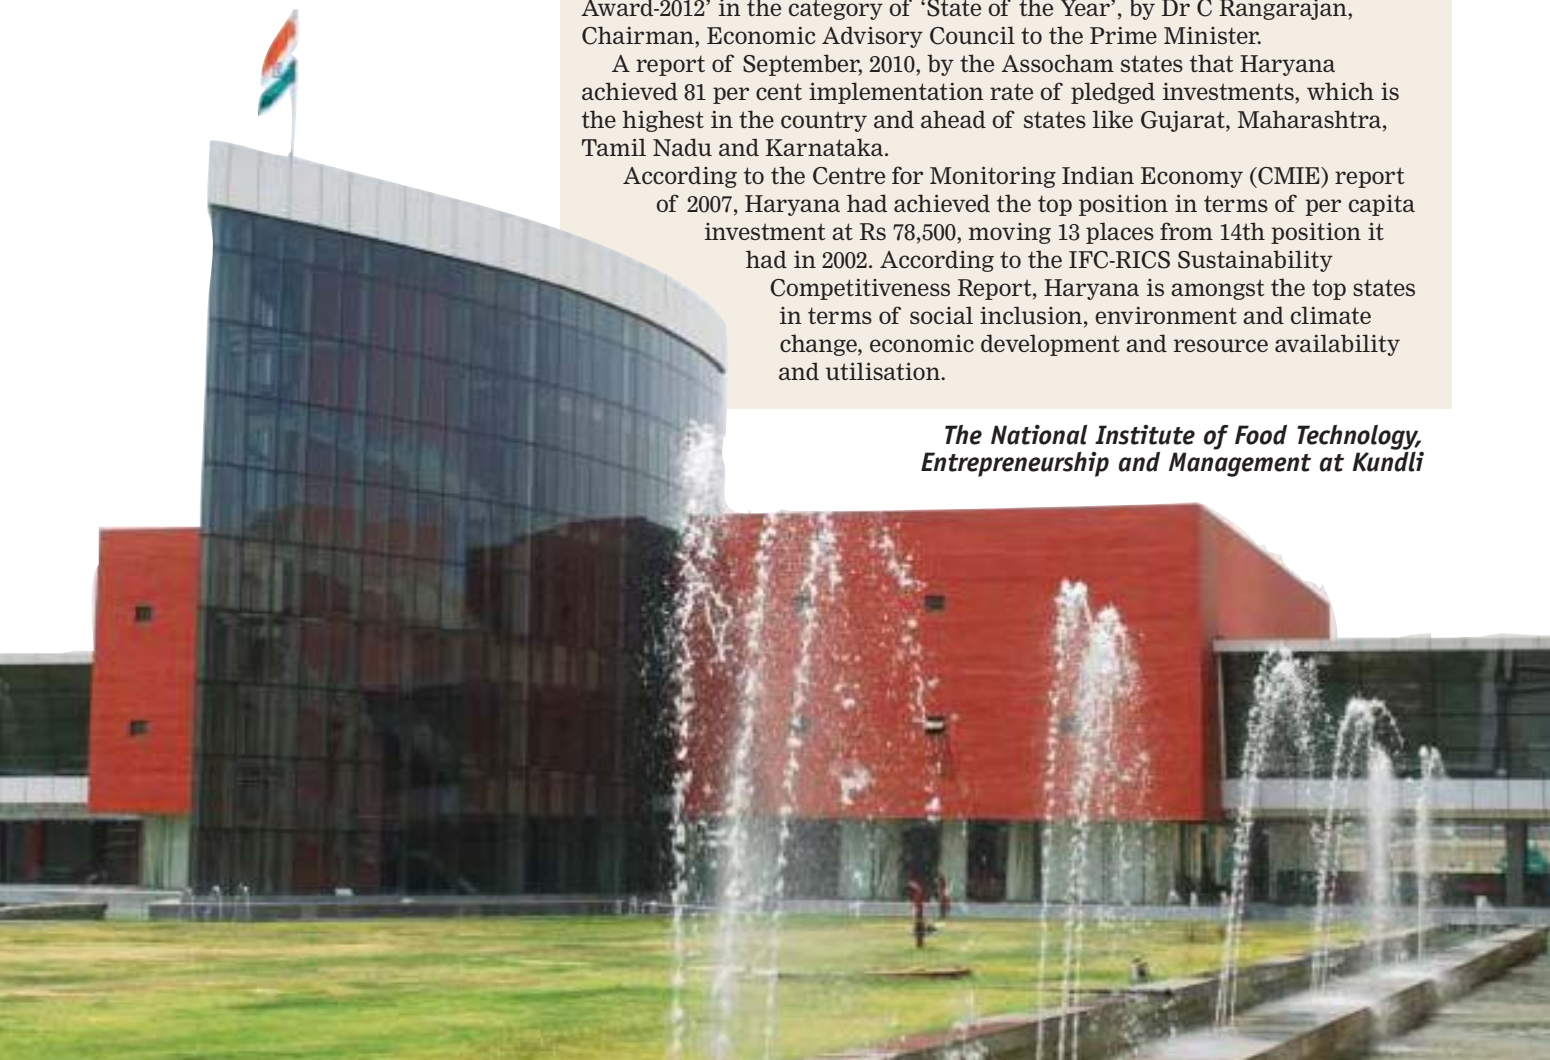 Award-2012’ in the category of ‘State of the Year’, by Dr C Rangarajan,
Chairman, Economic Advisory Council to the Prime Minister.
A report of September, 2010, by the Assocham states that Haryana
achieved 81 per cent implementation rate of pledged investments, which is
the highest in the country and ahead of states like Gujarat, Maharashtra,
Tamil Nadu and Karnataka.
According to the Centre for Monitoring Indian Economy (CMIE) report
of 2007, Haryana had achieved the top position in terms of per capita
investment at Rs 78,500, moving 13 places from 14th position it
had in 2002. According to the IFC-RICS Sustainability
Competitiveness Report, Haryana is amongst the top states
in terms of social inclusion, environment and climate
change, economic development and resource availability
and utilisation.
The National Institute of Food Technology,
Entrepreneurship and Management at Kundli